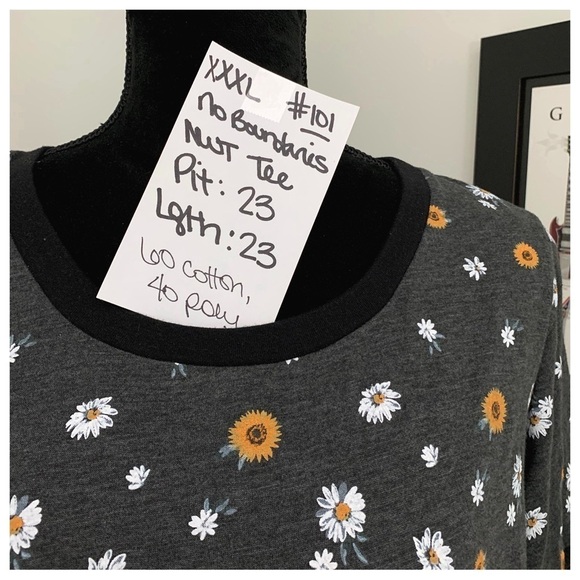 XXXL #101
No Boundaries
NWT Tee
Pit: 23
Lgth: 23
60 cotton,
40 poly
G